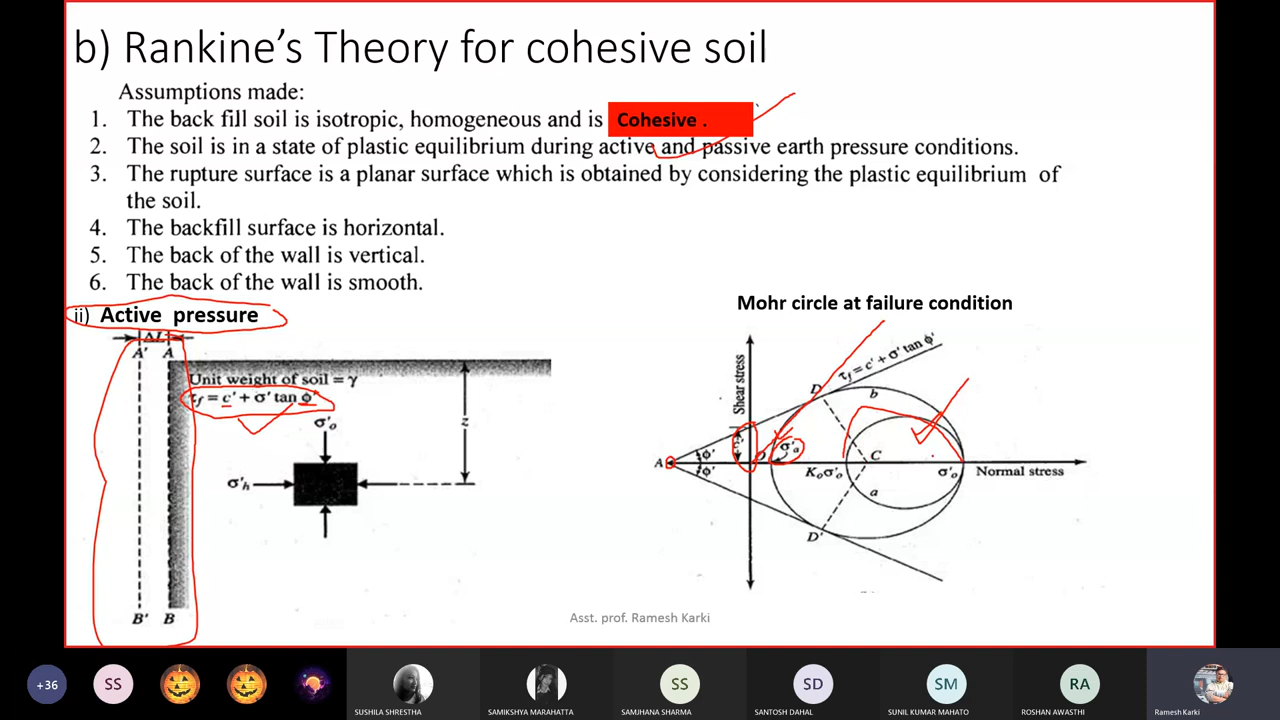 b) Rankine's Theory for cohesive soil
Assumptions made:
1. The back fill soil is isotropic, homogeneous and is Cohesive .
2. The soil is in a state of plastic equilibrium during active and passive earth pressure conditions.
3. The rupture surface is a planar surface which is obtained by considering the plastic equilibrium of
the soil.
4. The backfill surface is horizontal.
5. The back of the wall is vertical.
6. The back of the wall is smooth.
ii) Active pressure
ΔL
A' A
Unit weight of soil = γ
τf = c' + σ' tan ϕ'
σ'o
z
σ'h
B' B
Mohr circle at failure condition
Shear stress
τf = c' + σ' tan ϕ'
D
b
A
ϕ'
ϕ'
O
σ'a
C
Koσ'o
σ'o
Normal stress
a
D'
Asst. prof. Ramesh Karki
+36
SS
SS
SD
SM
RA
SUSHILA SHRESTHA
SAMIKSHYA MARAHATTA
SAMJHANA SHARMA
SANTOSH DAHAL
SUNIL KUMAR MAHATO
ROSHAN AWASTHI
Ramesh Karki